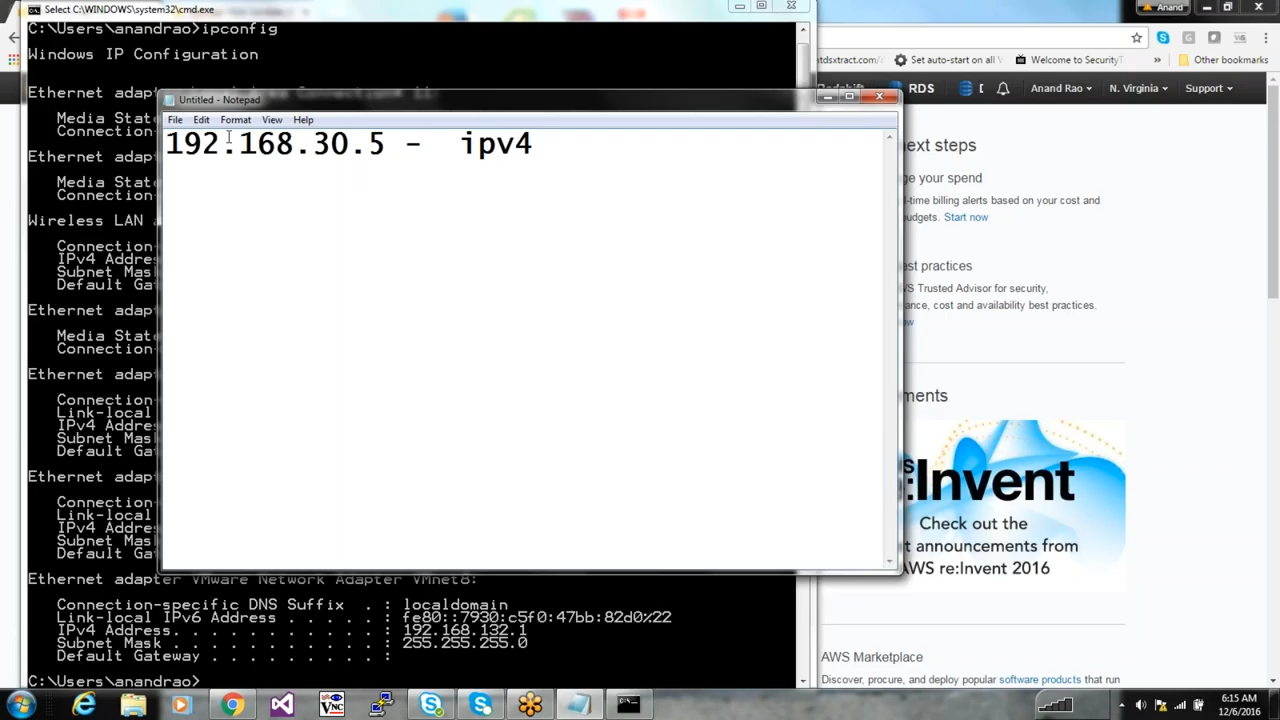 Select C:\WINDOWS\system32\cmd.exe
C:\Users\anandrao>ipconfig
Windows IP Configuration
Ethernet adap
Media Stat
Connection
Ethernet adap
Media Stat
Connection
Wireless LAN
Connection-
IPv4 Addre
Subnet Mas
Default Ga
Ethernet adap
Media Stat
Connection
Ethernet adap
Connection-
Link-local
IPv4 Addre
Subnet Mas
Default Ga
Ethernet adap
Connection-
Link-local
IPv4 Addre
Subnet Mas
Default Ga
Ethernet adapter VMware Network Adapter VMnet8:
Connection-specific DNS Suffix . : localdomain
Link-local IPv6 Address . . . . . : fe80::7930:c5f0:47bb:82d0%22
IPv4 Address. . . . . . . . . . . : 192.168.132.1
Subnet Mask . . . . . . . . . . . : 255.255.255.0
Default Gateway . . . . . . . . . :
C:\Users\anandrao>
Untitled - Notepad
File Edit Format View Help
192.168.30.5 - ipv4
Anand
atdsxtract.com/ Set auto-start on all V Welcome to SecurityT » Other bookmarks
RDS Anand Rao N. Virginia Support
next steps
ge your spend
-time billing alerts based on your cost and
udgets. Start now
est practices
S Trusted Advisor for security,
ance, cost and availability best practices.
ow
ments
re:Invent
Check out the
t announcements from
AWS re:Invent 2016
AWS Marketplace
Discover, procure, and deploy popular software products that run
6:15 AM
12/6/2016